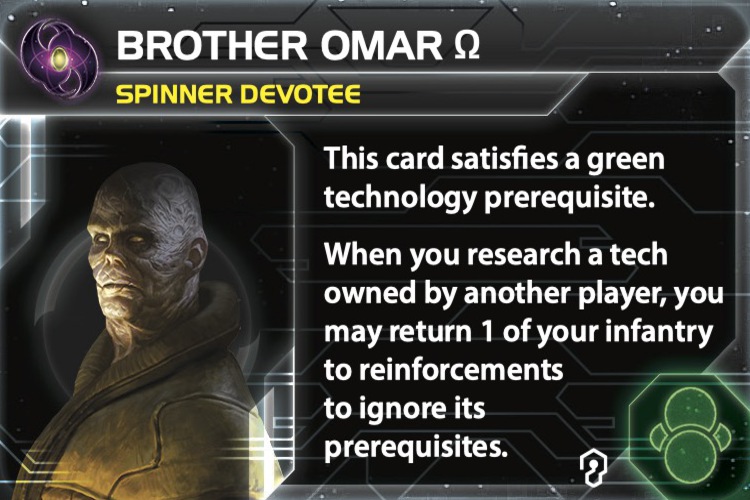 BROTHER OMAR Ω
SPINNER DEVOTEE
This card satisfies a green
technology prerequisite.
When you research a tech
owned by another player, you
may return 1 of your infantry
to reinforcements
to ignore its
prerequisites.